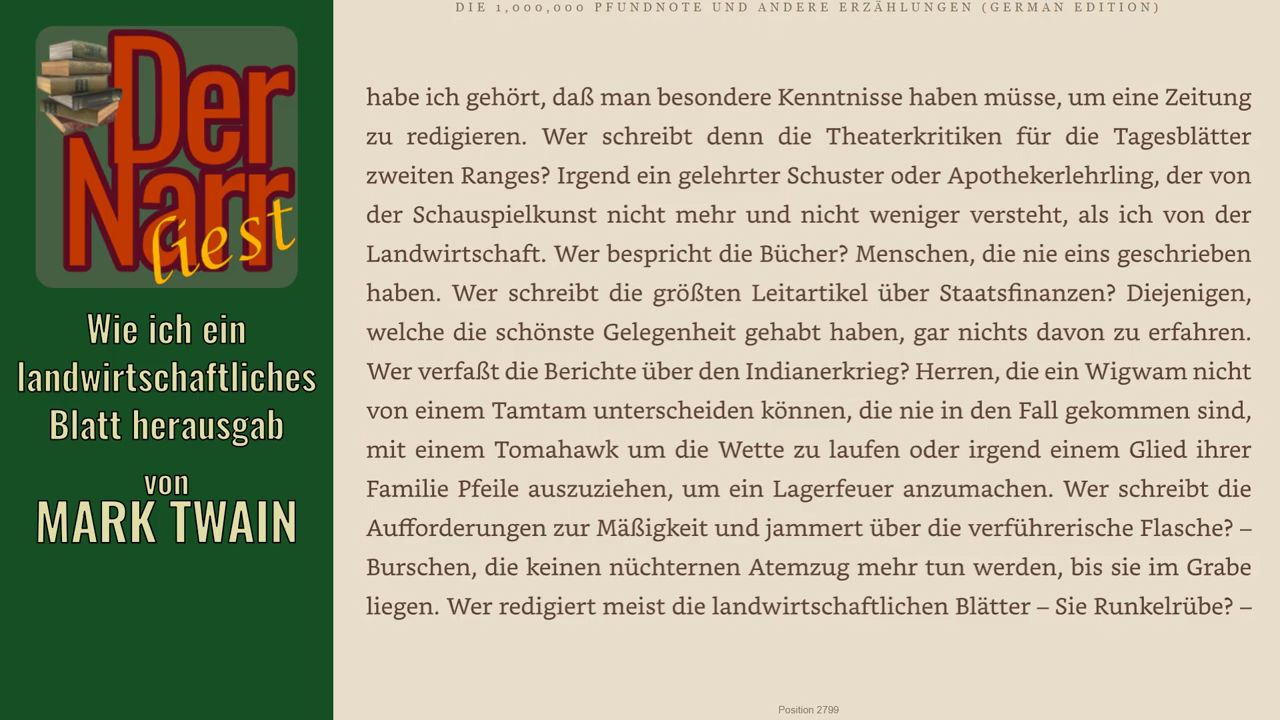 Der
Narr
liest
Wie ich ein
landwirtschaftliches
Blatt herausgab
von
MARK TWAIN
DIE 1,000,000 PFUNDNOTE UND ANDERE ERZÄHLUNGEN (GERMAN EDITION)
habe ich gehört, daß man besondere Kenntnisse haben müsse, um eine Zeitung
zu redigieren. Wer schreibt denn die Theaterkritiken für die Tagesblätter
zweiten Ranges? Irgend ein gelehrter Schuster oder Apothekerlehrling, der von
der Schauspielkunst nicht mehr und nicht weniger versteht, als ich von der
Landwirtschaft. Wer bespricht die Bücher? Menschen, die nie eins geschrieben
haben. Wer schreibt die größten Leitartikel über Staatsfinanzen? Diejenigen,
welche die schönste Gelegenheit gehabt haben, gar nichts davon zu erfahren.
Wer verfaßt die Berichte über den Indianerkrieg? Herren, die ein Wigwam nicht
von einem Tamtam unterscheiden können, die nie in den Fall gekommen sind,
mit einem Tomahawk um die Wette zu laufen oder irgend einem Glied ihrer
Familie Pfeile auszuziehen, um ein Lagerfeuer anzumachen. Wer schreibt die
Aufforderungen zur Mäßigkeit und jammert über die verführerische Flasche? –
Burschen, die keinen nüchternen Atemzug mehr tun werden, bis sie im Grabe
liegen. Wer redigiert meist die landwirtschaftlichen Blätter – Sie Runkelrübe? –
Position 2799